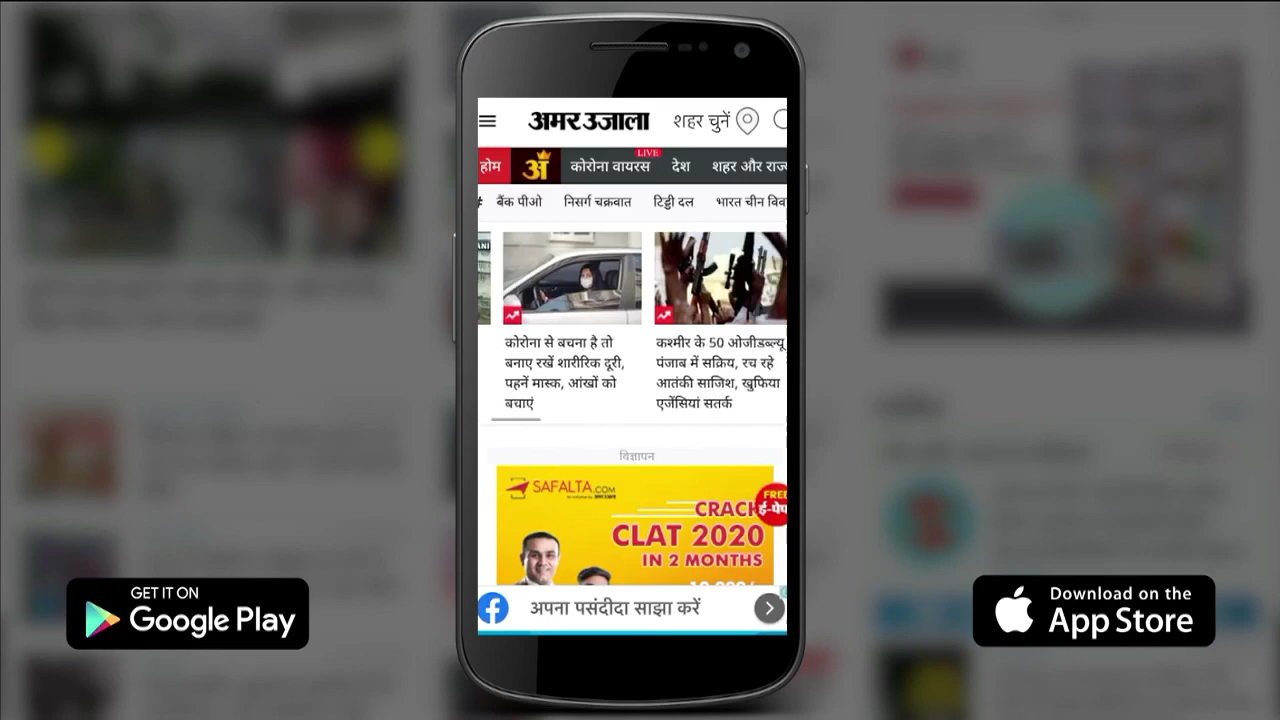 अमर उजाला
शहर चुनें
LIVE
होम
अ
कोरोना वायरस
देश
शहर और राज्य
# बैंक पीओ
निसर्ग चक्रवात
टिड्डी दल
भारत चीन
कोरोना से बचना है तो
बनाए रखें शारीरिक दूरी,
पहनें मास्क, आंखों को
बचाएं
कश्मीर के 50 ओजीडब्ल्यू
पंजाब में सक्रिय, रच रहे
आतंकी साजिश, खुफिया
एजेंसियां सतर्क
विज्ञापन
SAFALTA.COM
CRACK
CLAT 2020
IN 2 MONTHS
FREE
अपना पसंदीदा साझा करें
GET IT ON
Google Play
Download on the
App Store